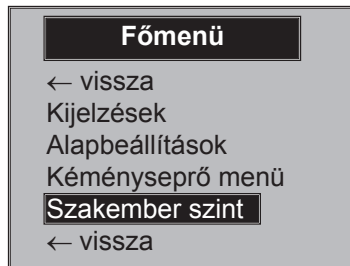 Főmenü
← vissza
Kijelzések
Alapbeállítások
Kéményseprő menü
Szakember szint
← vissza